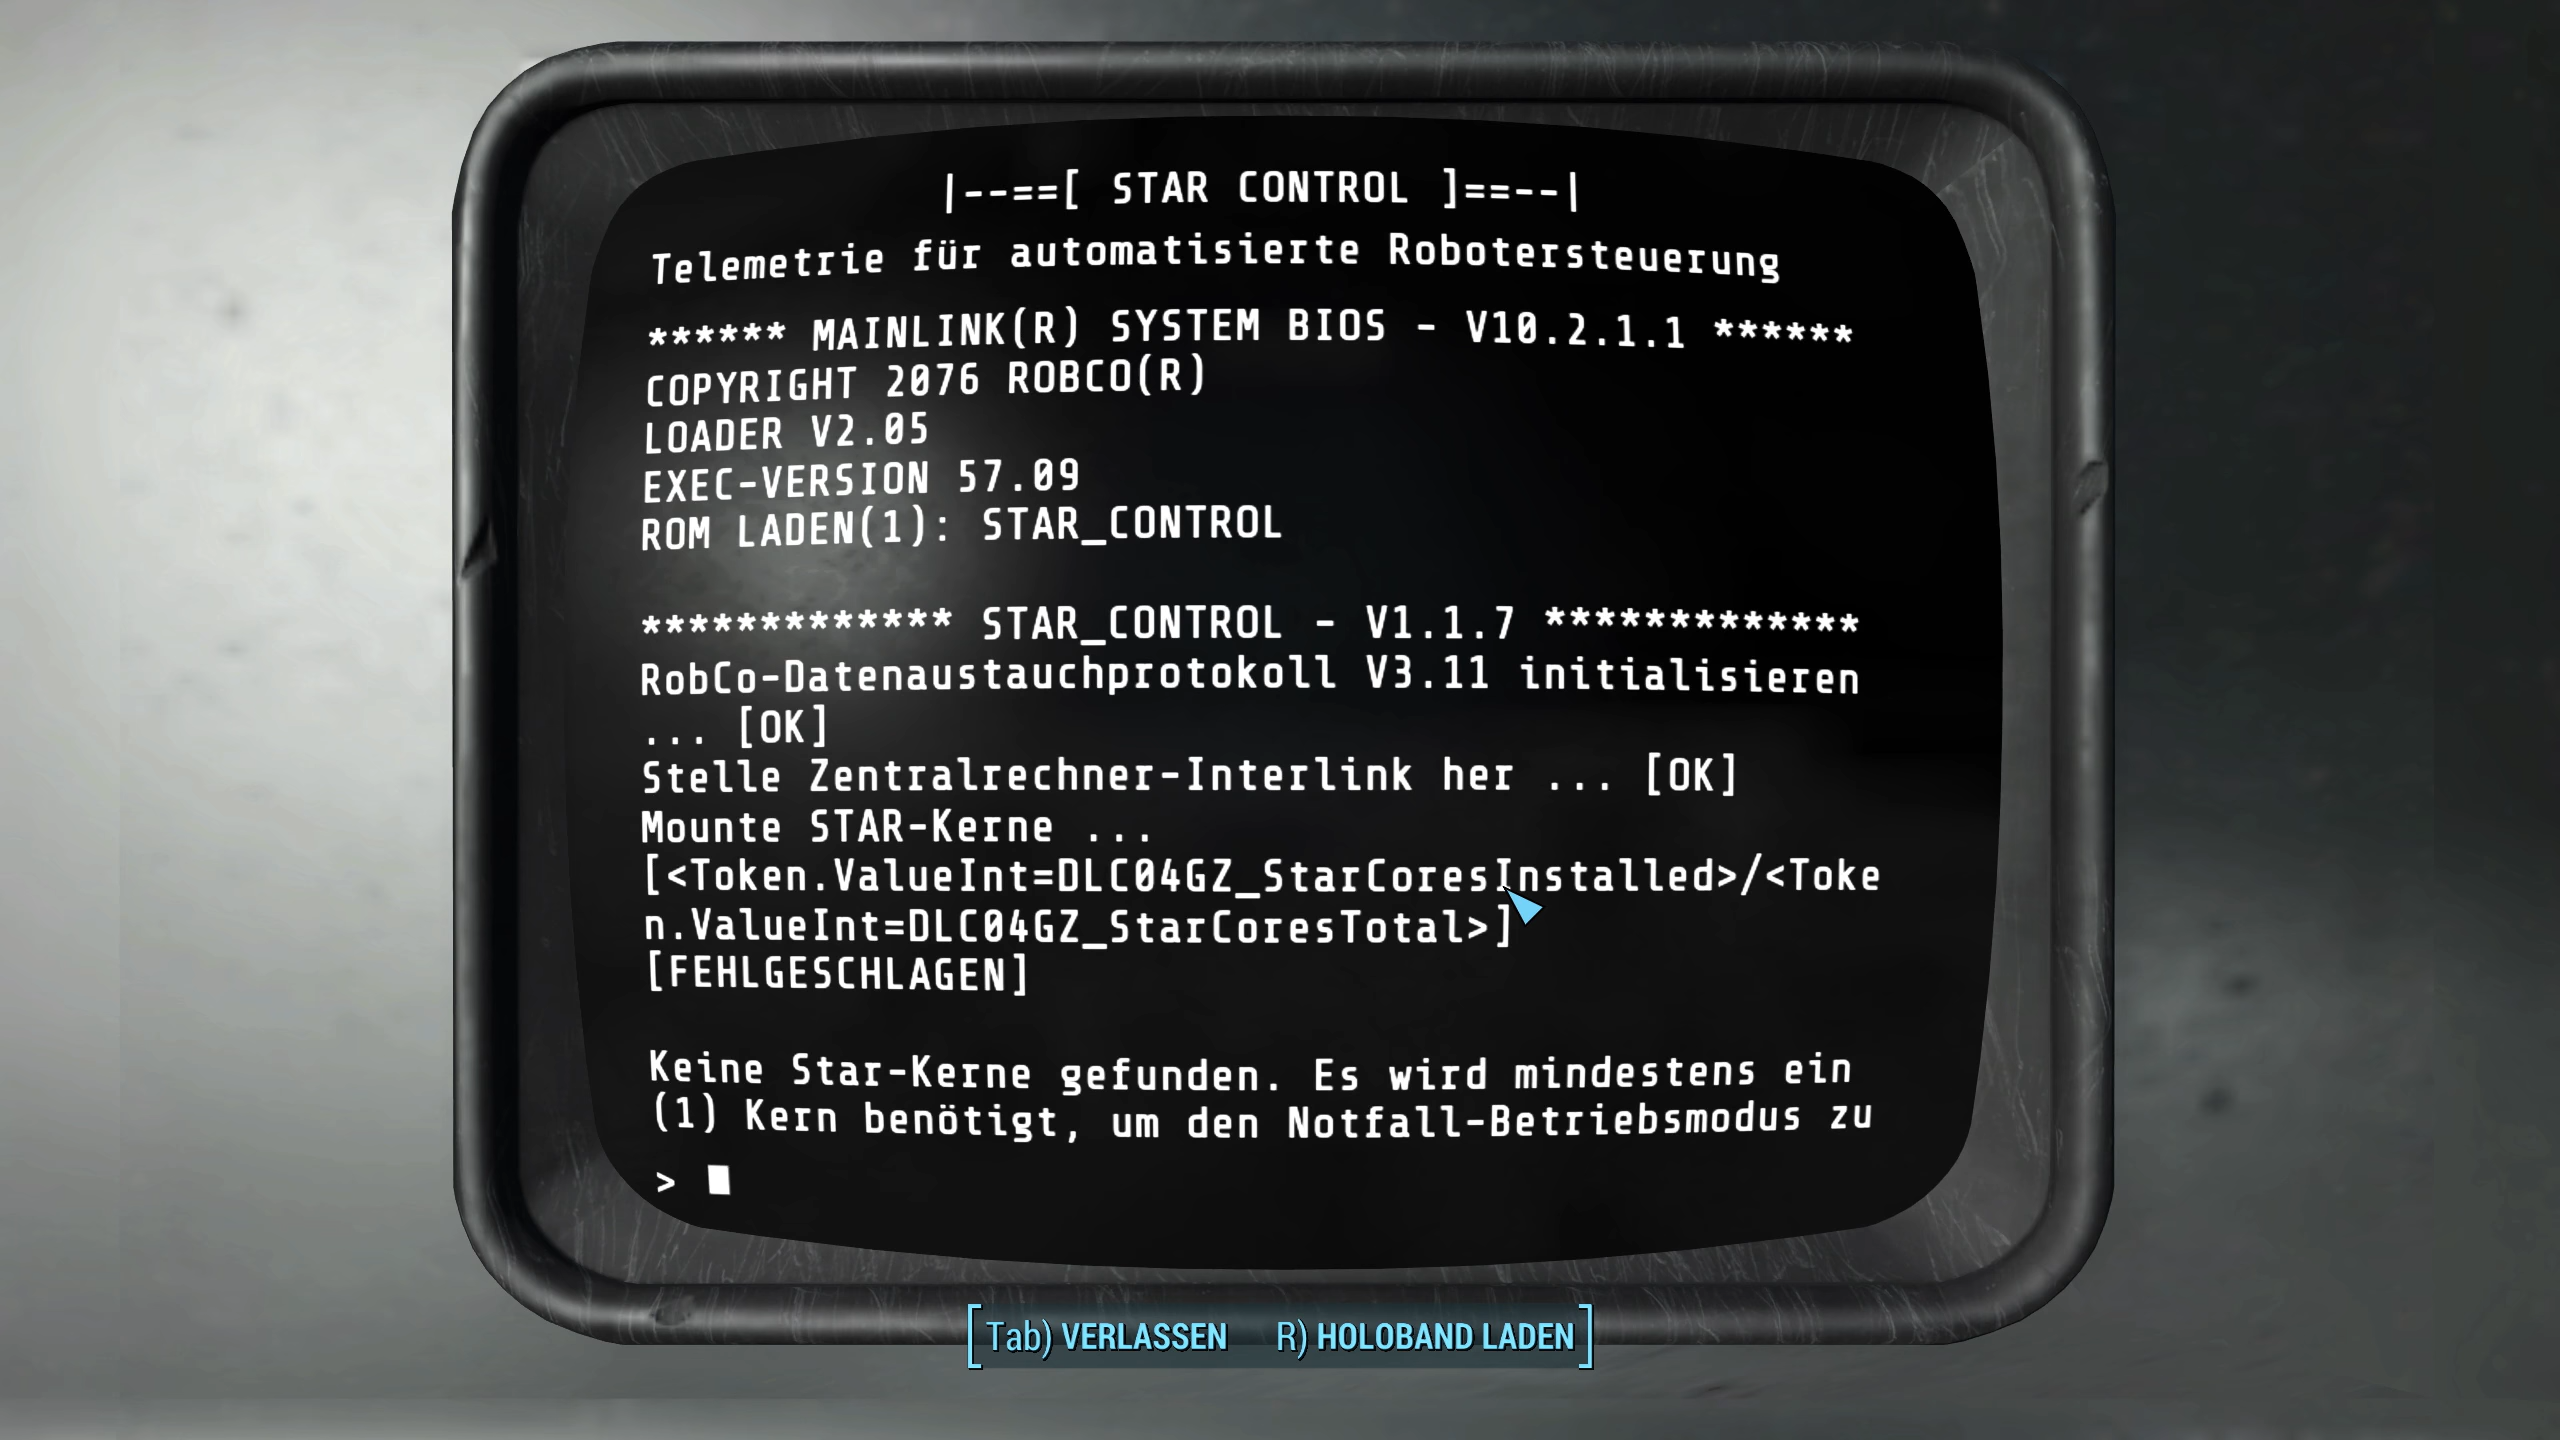 |--==[ STAR CONTROL ]==--|
Telemetrie für automatisierte Robotersteuerung
****** MAINLINK(R) SYSTEM BIOS - V10.2.1.1 ******
COPYRIGHT 2076 ROBCO(R)
LOADER V2.05
EXEC-VERSION 57.09
ROM LADEN(1): STAR_CONTROL
************* STAR_CONTROL - V1.1.7 *************
RobCo-Datenaustauchprotokoll V3.11 initialisieren
... [OK]
Stelle Zentralrechner-Interlink her ... [OK]
Mounte STAR-Kerne ...
[<Token.ValueInt=DLC04GZ_StarCoresInstalled>/<Toke
n.ValueInt=DLC04GZ_StarCoresTotal>]
[FEHLGESCHLAGEN]
Keine Star-Kerne gefunden. Es wird mindestens ein
(1) Kern benötigt, um den Notfall-Betriebsmodus zu
>
[Tab) VERLASSEN R) HOLOBAND LADEN]